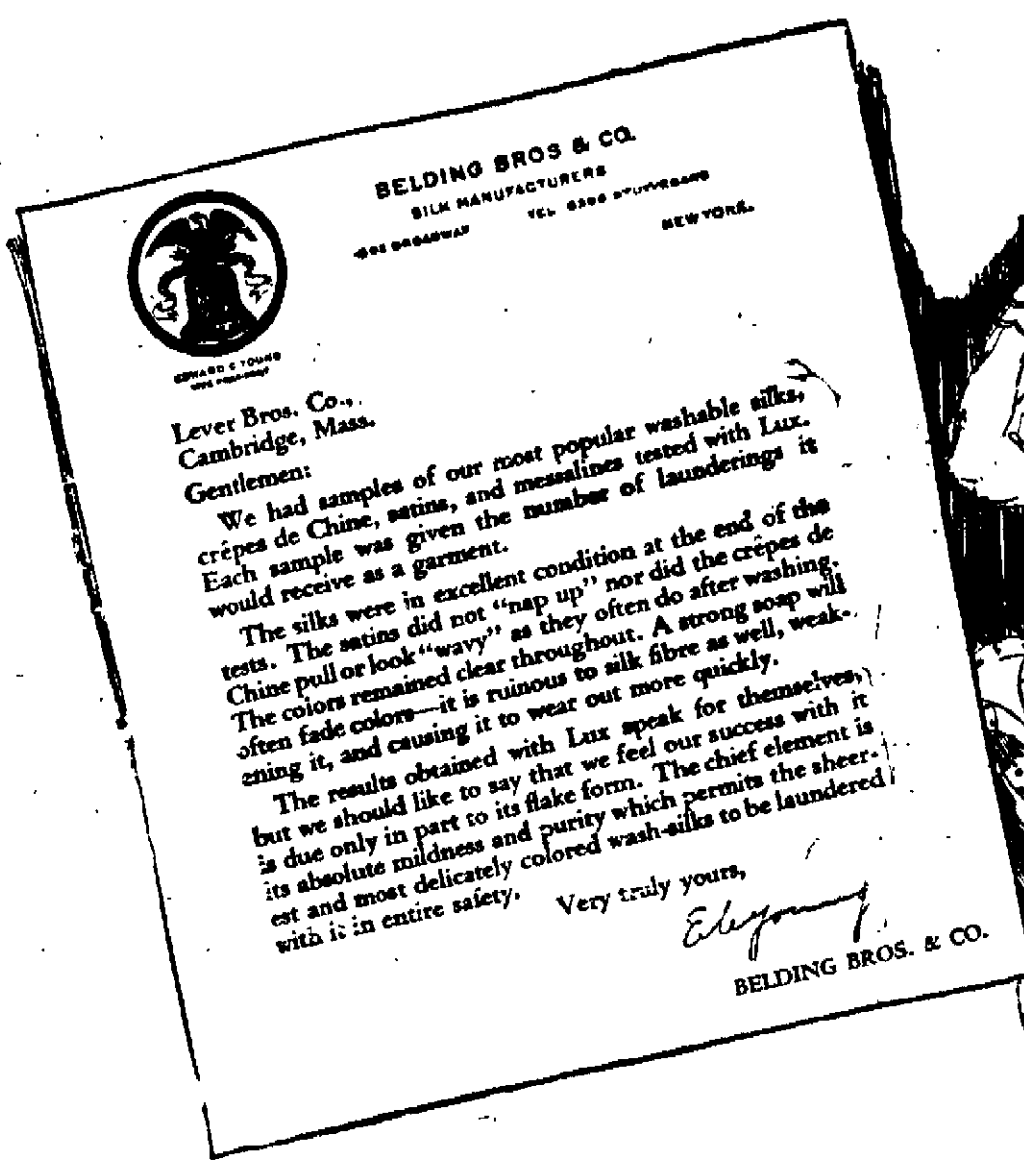 BELDING BROS & CO.
SILK MANUFACTURERS
BROADWAY TEL
NEW YORK.
EDWARD C YOUNG
VICE PRESIDENT
Lever Bros. Co.,
Cambridge, Mass.
Gentlemen:
We had samples of our most popular washable silks,
crêpes de Chine, satins, and messalines tested with Lux.
Each sample was given the number of launderings it
would receive as a garment.
The silks were in excellent condition at the end of the
tests. The satins did not "nap up" nor did the crêpes de
Chine pull or look "wavy" as they often do after washing.
The colors remained clear throughout. A strong soap will
often fade colors—it is ruinous to silk fibre as well, weak-
ening it, and causing it to wear out more quickly.
The results obtained with Lux speak for themselves,
but we should like to say that we feel our success with it
is due only in part to its flake form. The chief element is
its absolute mildness and purity which permits the sheer-
est and most delicately colored wash-silks to be laundered
with it in entire safety.
Very truly yours,
E C Young
BELDING BROS. & CO.